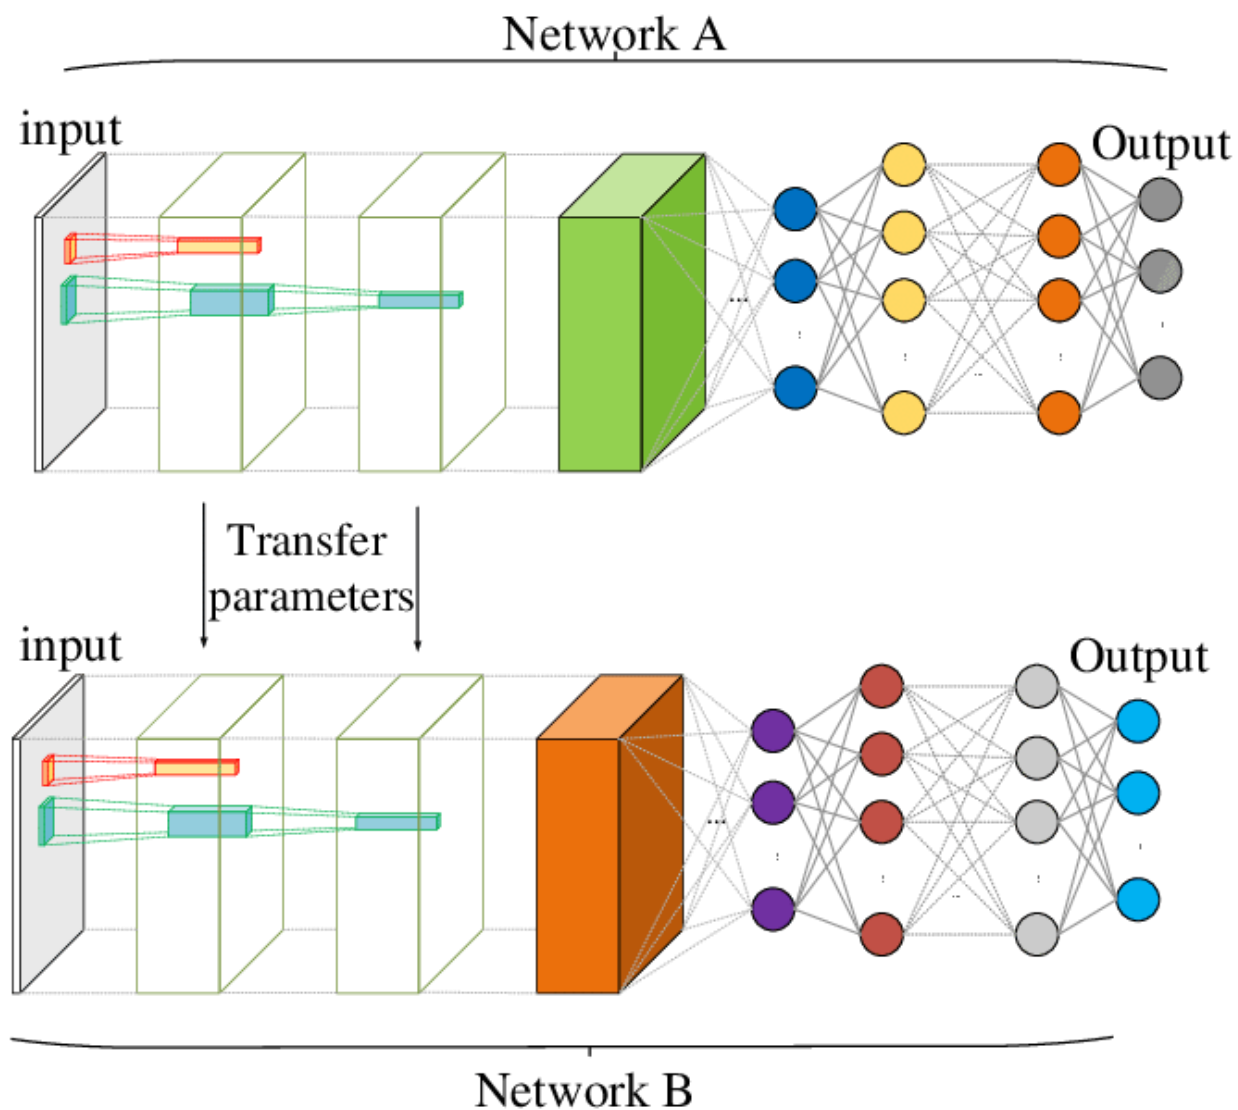 Network A
input
Output
Transfer
parameters
input
Output
Network B